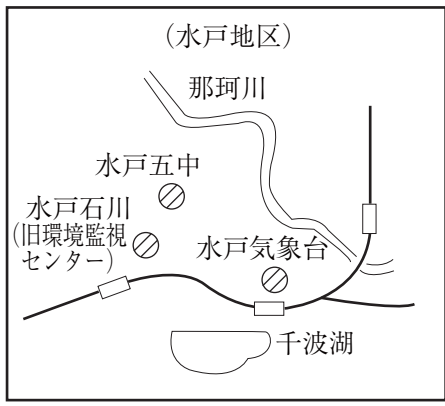 (水戸地区)
那珂川
水戸五中
水戸石川
(旧環境監視
センター)
水戸気象台
千波湖